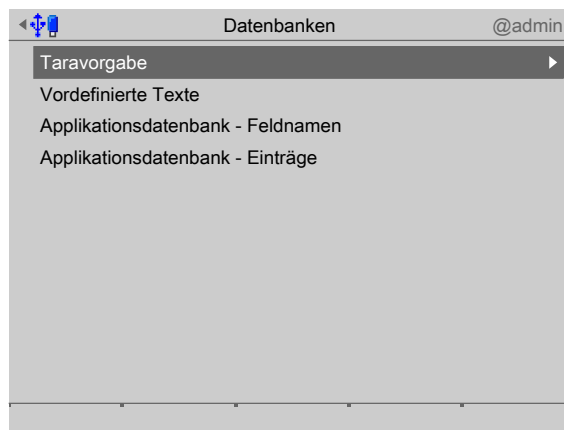 Datenbanken @admin
Taravorgabe
Vordefinierte Texte
Applikationsdatenbank - Feldnamen
Applikationsdatenbank - Einträge